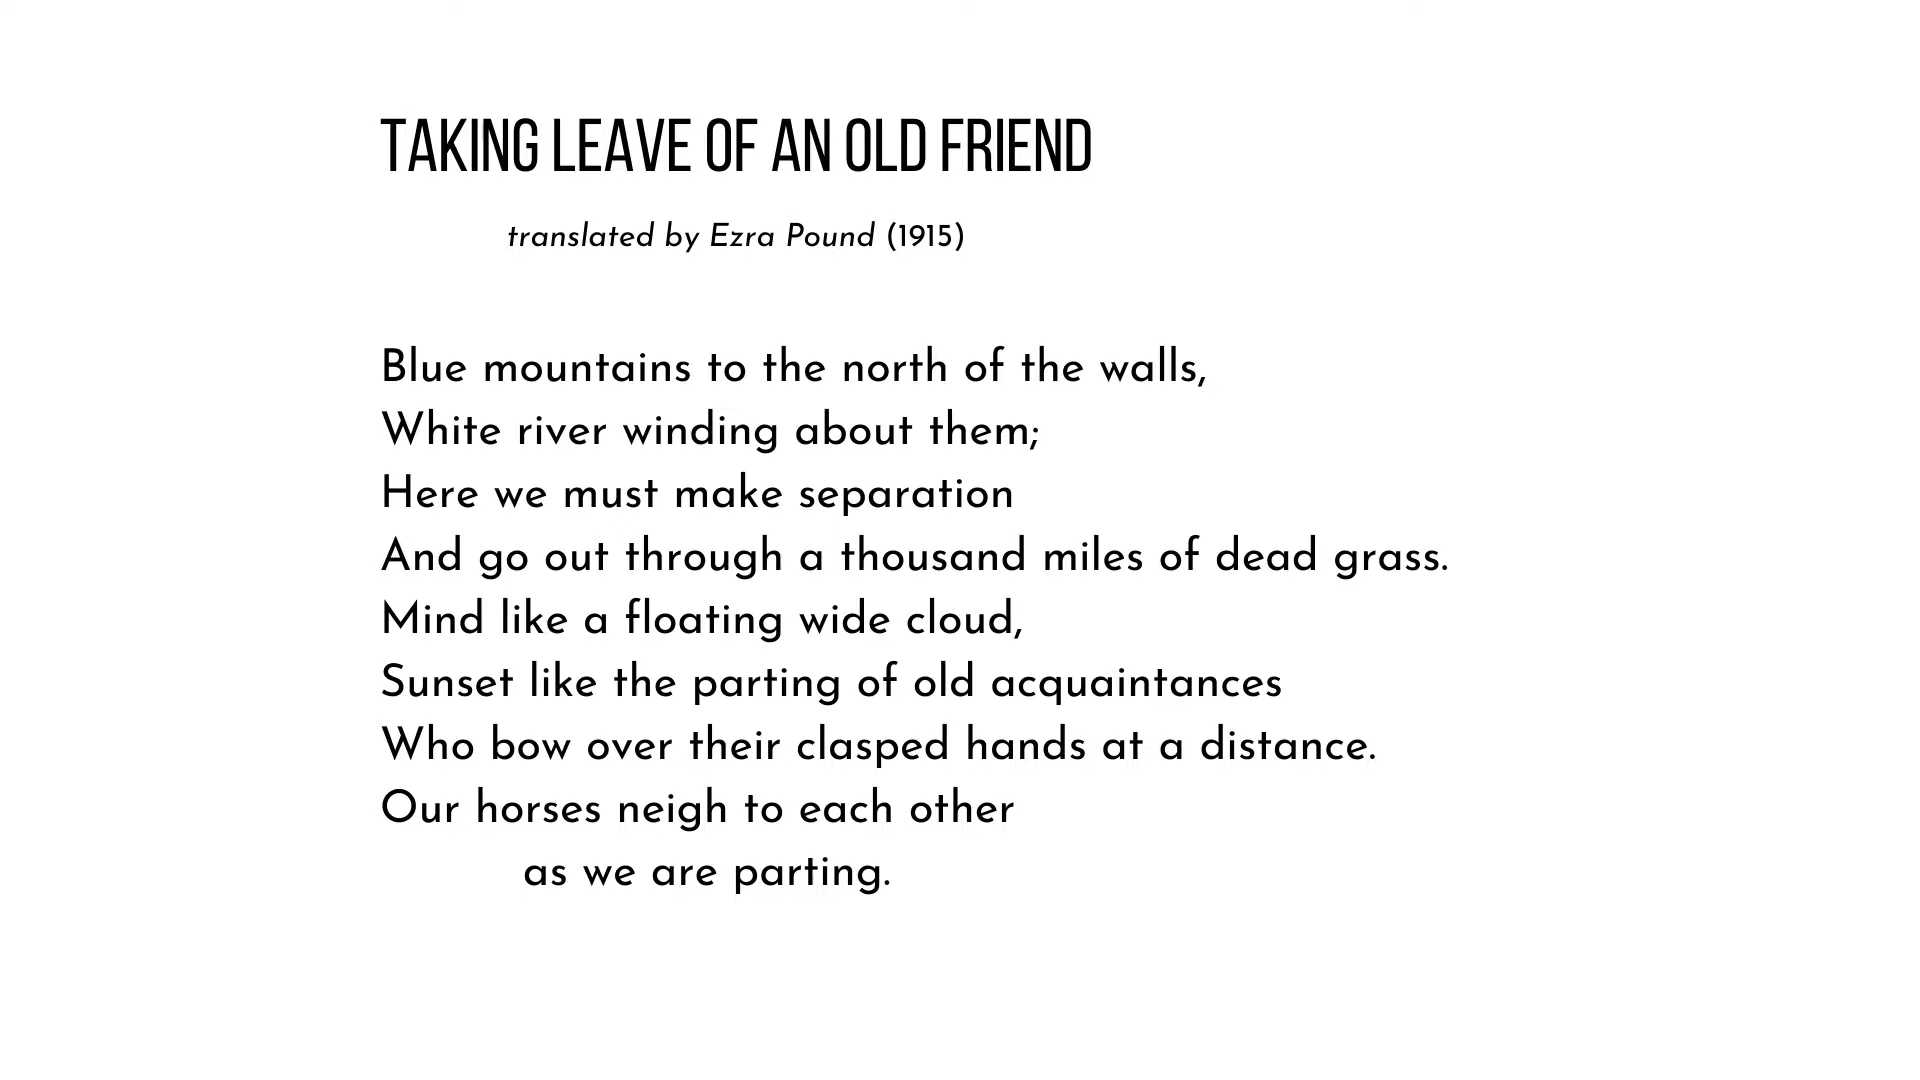 TAKING LEAVE OF AN OLD FRIEND
translated by Ezra Pound (1915)
Blue mountains to the north of the walls,
White river winding about them;
Here we must make separation
And go out through a thousand miles of dead grass.
Mind like a floating wide cloud,
Sunset like the parting of old acquaintances
Who bow over their clasped hands at a distance.
Our horses neigh to each other
as we are parting.